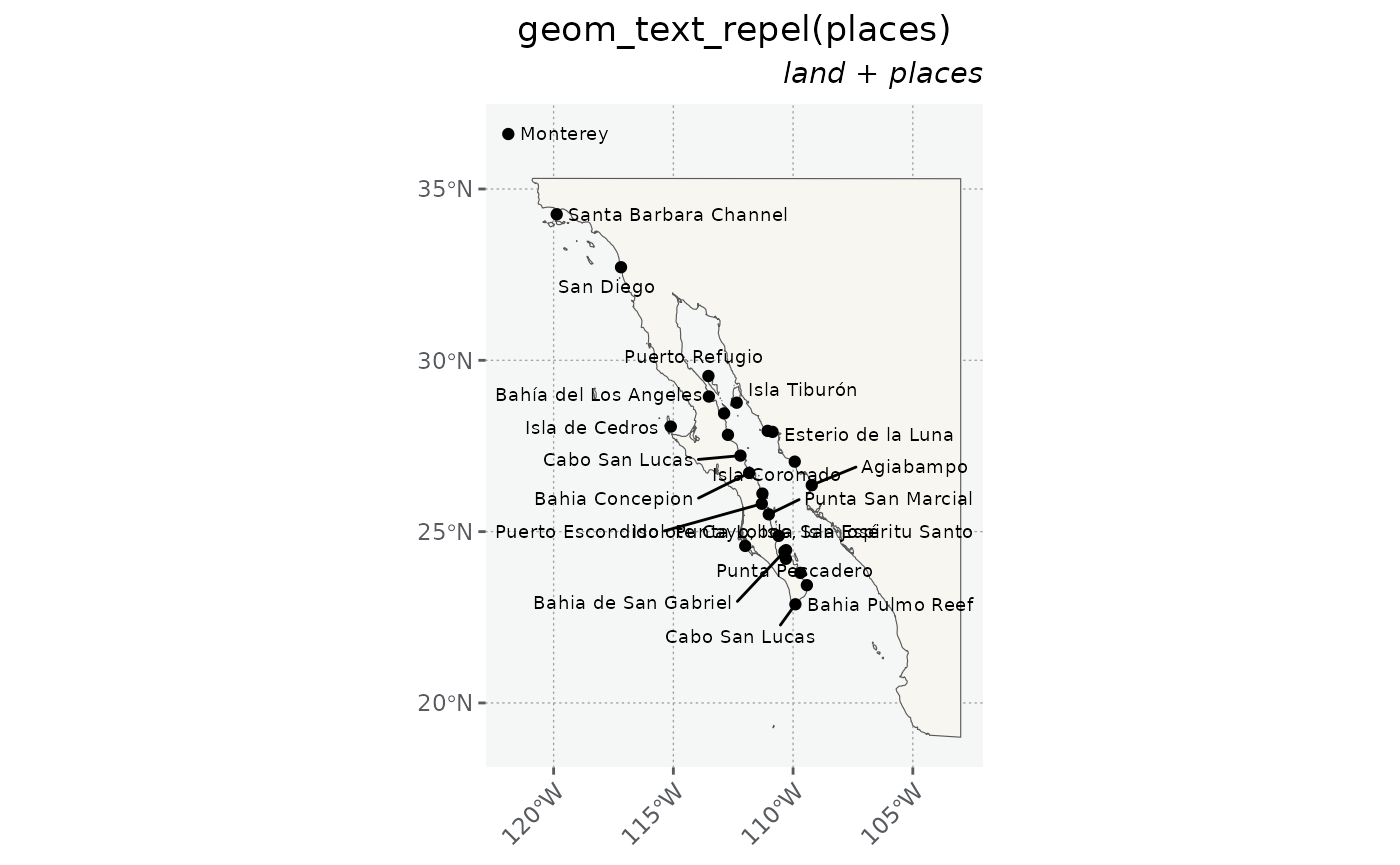 geom_text_repel(places)
land + places
Monterey
35°N
Santa Barbara Channel
San Diego
Puerto Refugio
30°N
Isla Tiburón
Bahía del Los Angeles
Isla de Cedros
Esterio de la Luna
Cabo San Lucas
Agiabampo
Isla Coronado
Bahia Concepion
Punta San Marcial
25°N
Puerto Escondido
Punta Lobos, Isla Espíritu Santo
Punta Pescadero
Bahia de San Gabriel
Bahia Pulmo Reef
Cabo San Lucas
20°N
120°W
115°W
110°W
105°W